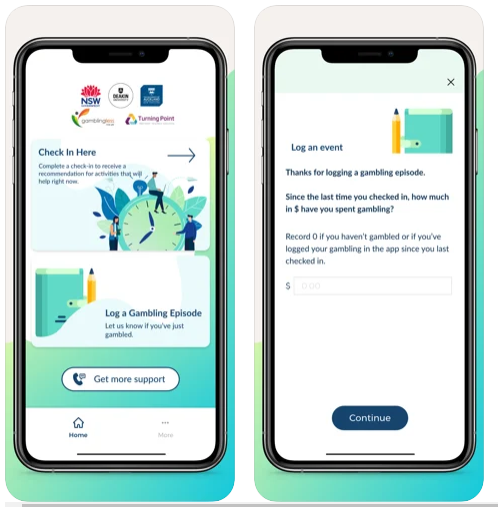 NSW
DEAKIN
gamblingless
Turning Point
Check In Here
Complete a check-in to receive a
recommendation for activities that will
help right now.
Log a Gambling Episode
Let us know if you've just
gambled.
Get more support
Home
More
Log an event
Thanks for logging a gambling episode.
Since the last time you checked in, how much
in $ have you spent gambling?
Record 0 if you haven't gambled or if you've
logged your gambling in the app since you last
checked in.
$ 0.00
Continue